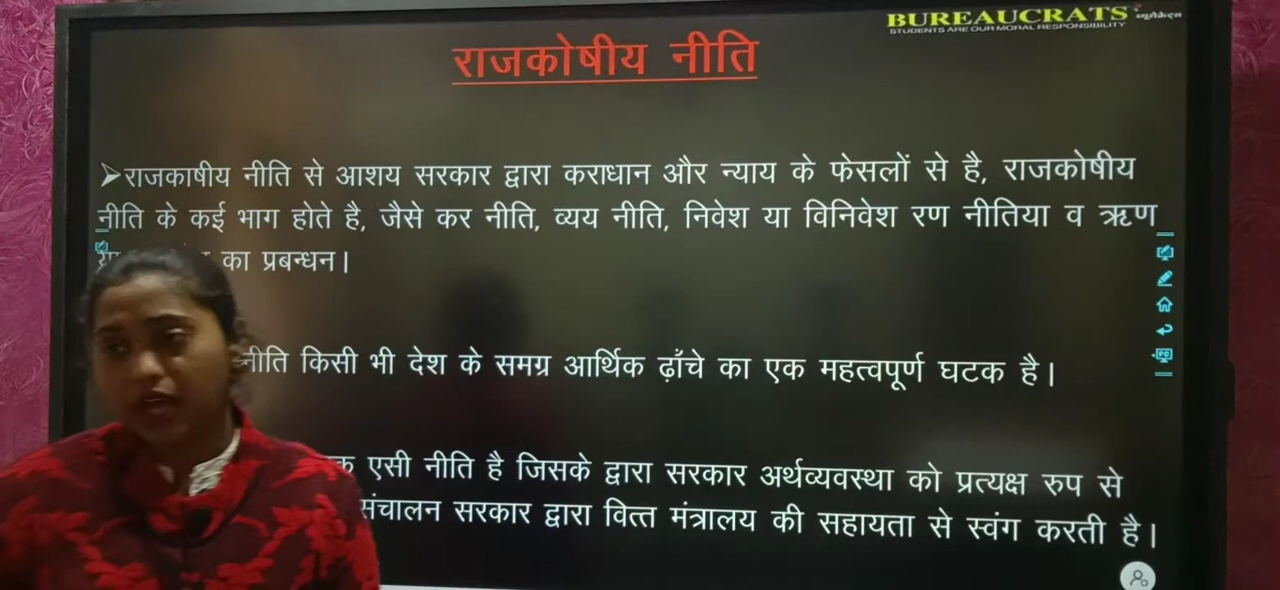 BUREAUCRATS ब्यूरोक्रेट्स
STUDENTS ARE OUR MORAL RESPONSIBILITY
राजकोषीय नीति
➢राजकाषीय नीति से आशय सरकार द्वारा कराधान और न्याय के फेसलों से है, राजकोषीय
नीति के कई भाग होते है, जैसे कर नीति, व्यय नीति, निवेश या विनिवेश रण नीतिया व ऋण
का प्रबन्धन।
नीति किसी भी देश के समग्र आर्थिक ढ़ाँचे का एक महत्वपूर्ण घटक है।
एसी नीति है जिसके द्वारा सरकार अर्थव्यवस्था को प्रत्यक्ष रुप से
संचालन सरकार द्वारा वित्त मंत्रालय की सहायता से स्वंग करती है।